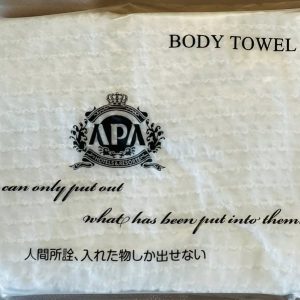 BODY TOWEL
APA
HOTELS & RESORTS
can only put out
what has been put into them
人間所詮、入れた物しか出せない